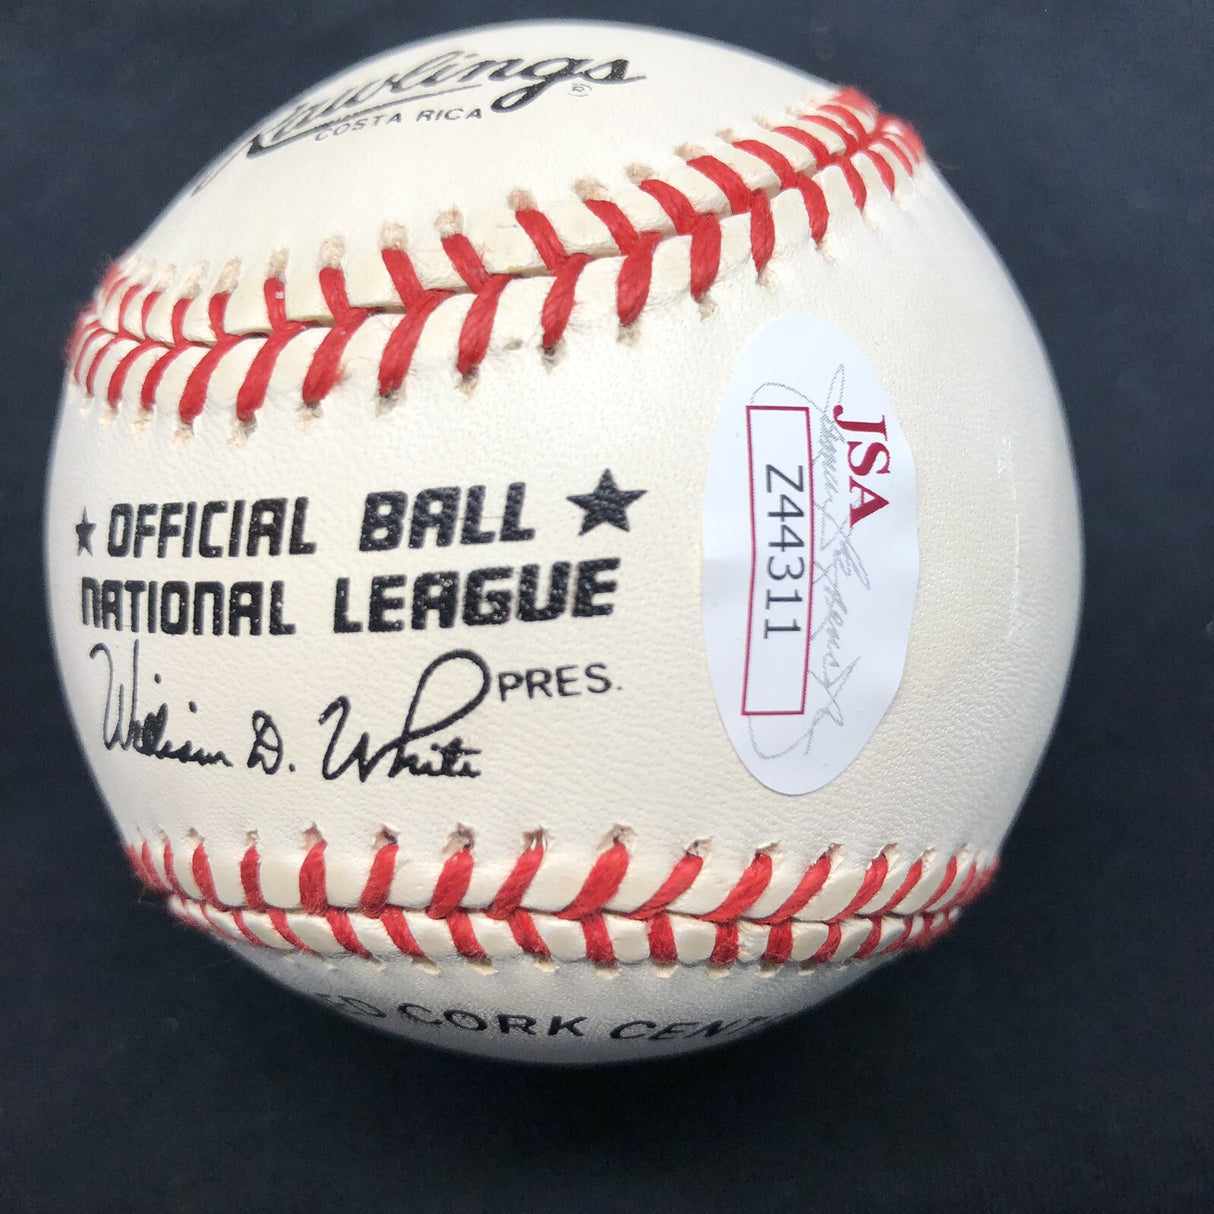 Rawlings ®
COSTA RICA
OFFICIAL BALL
NATIONAL LEAGUE
William D. White PRES.
JSA
Z44311
CORK CENT